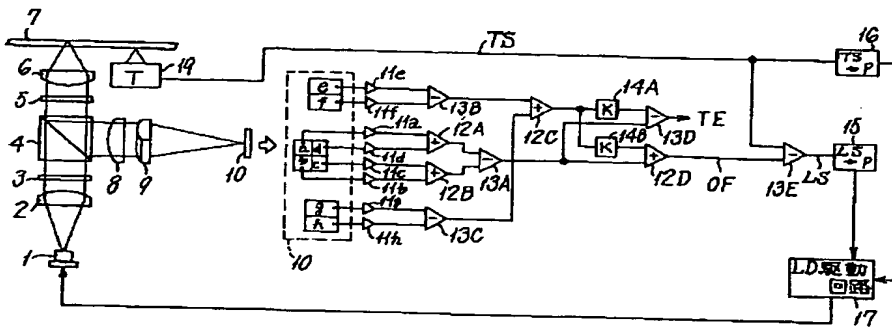 7
6
5
4
3
2
1
T
19
8
9
10
TS
e
f
a
d
b
c
g
h
10
11e
11f
11a
11d
11c
11b
11g
11h
13B
12A
12B
13A
13C
12C
14A
K
14B
K
13D
TE
12D
OF
13E
LS
16
TS
P
15
LS
P
LD駆動
回路
17